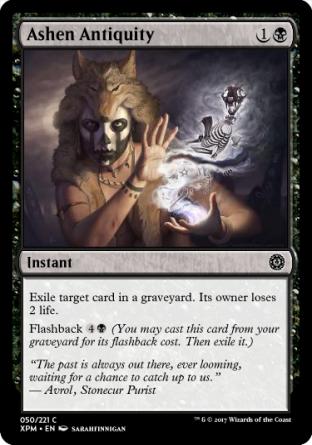 Ashen Antiquity 1
Instant
Exile target card in a graveyard. Its owner loses
2 life.
Flashback 4 (You may cast this card from your
graveyard for its flashback cost. Then exile it.)
“The past is always out there, ever looming,
waiting for a chance to catch up to us.”
— Avrol, Stonecur Purist
050/221 C
XPM • EN SARAHFINNIGAN
™ & © 2017 Wizards of the Coast